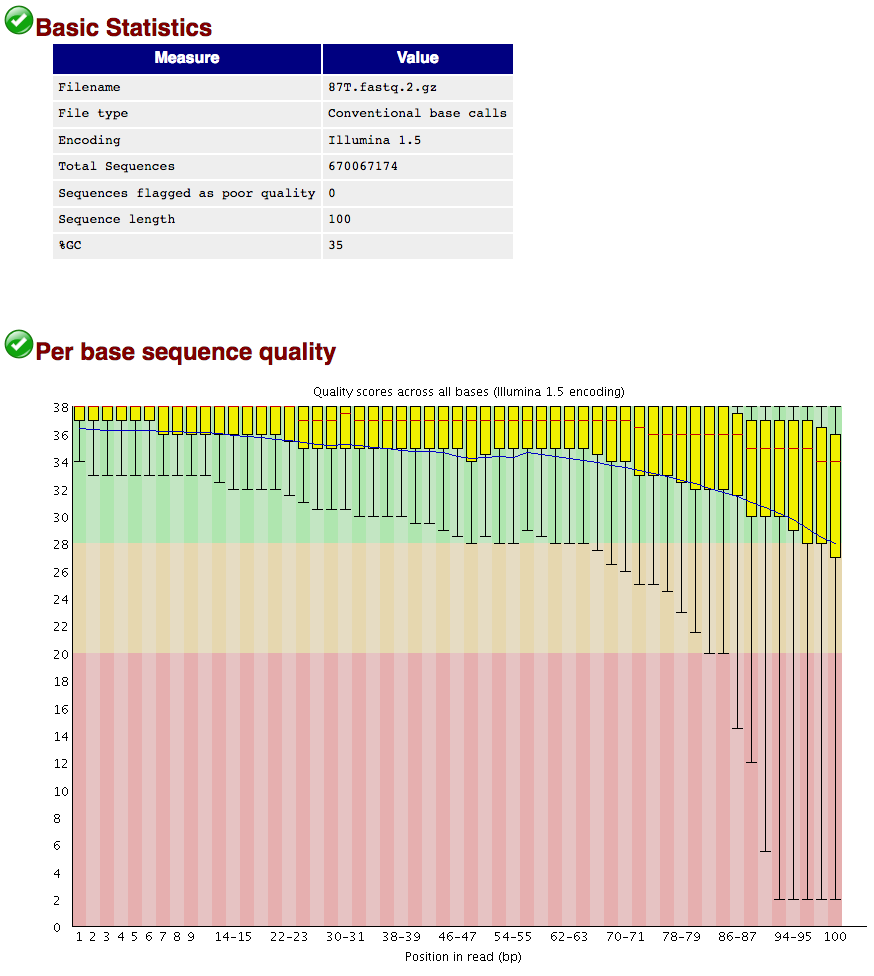 Basic Statistics
Measure Value
Filename 87T.fastq.2.gz
File type Conventional base calls
Encoding Illumina 1.5
Total Sequences 670067174
Sequences flagged as poor quality 0
Sequence length 100
%GC 35
Per base sequence quality
Quality scores across all bases (Illumina 1.5 encoding)
38
36
34
32
30
28
26
24
22
20
18
16
14
12
10
8
6
4
2
0
1 2 3 4 5 6 7 8 9 14-15 22-23 30-31 38-39 46-47 54-55 62-63 70-71 78-79 86-87 94-95 100
Position in read (bp)